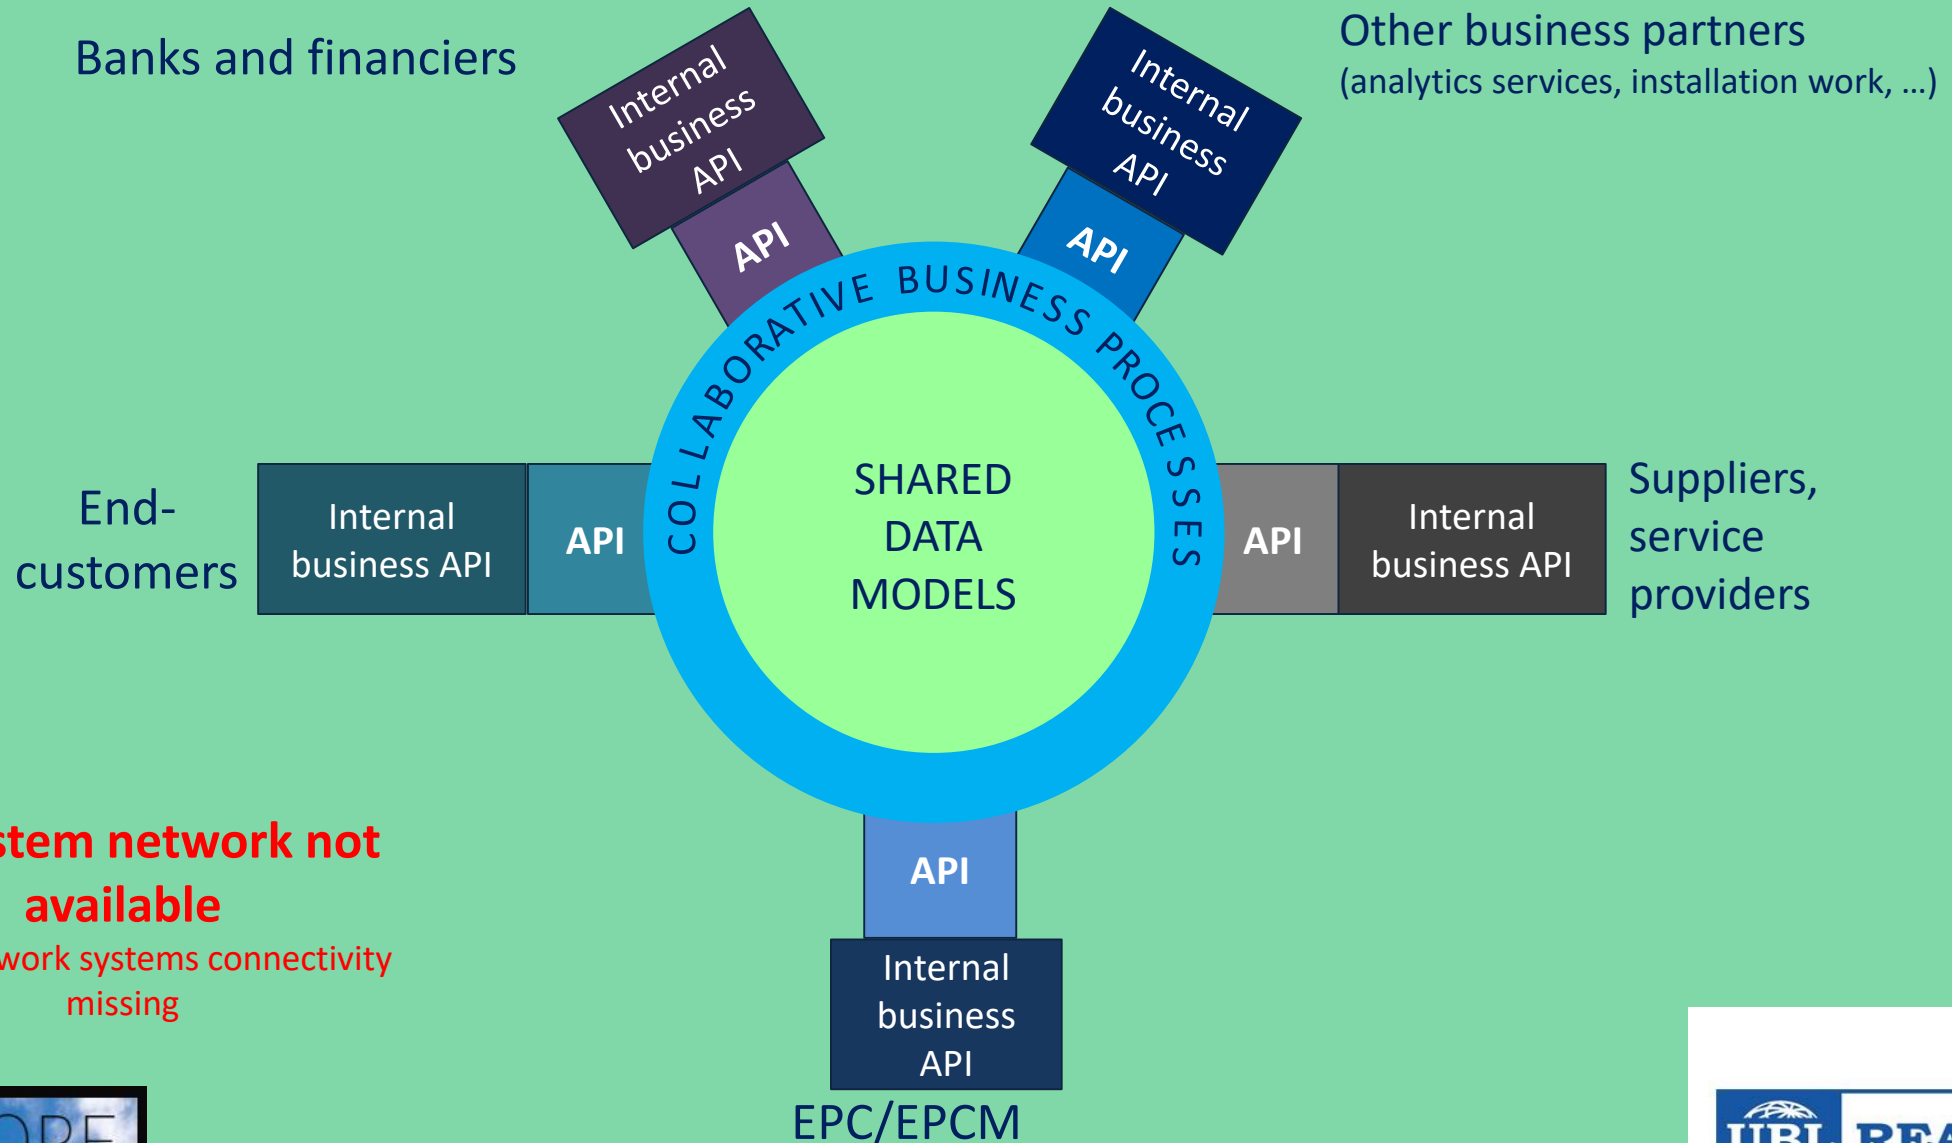 Banks and financiers
Other business partners
(analytics services, installation work, ...)
Internal
business
API
API
Internal
business
API
API
COLLABORATIVE BUSINESS PROCESSES
SHARED
DATA
MODELS
End-
customers
Internal
business API
API
API
Internal
business API
Suppliers,
service
providers
API
Internal
business
API
EPC/EPCM
stem network not
available
work systems connectivity
missing
OPE
UBL